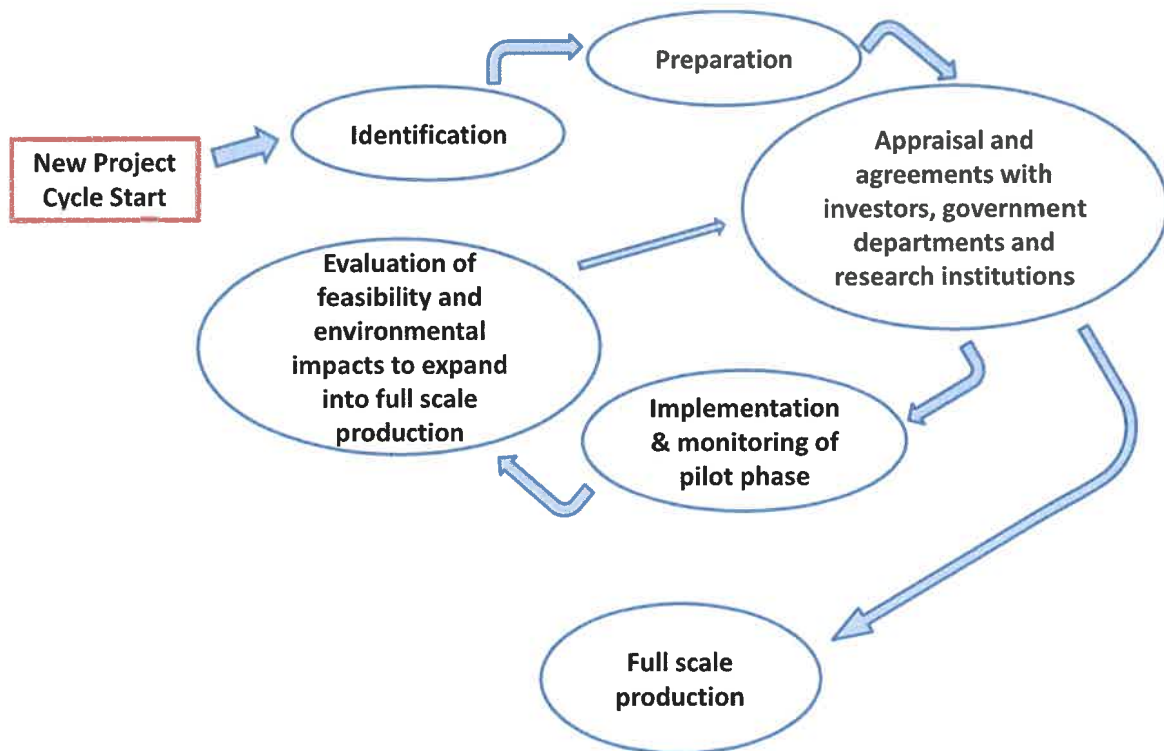 New Project
Cycle Start
Identification
Preparation
Appraisal and
agreements with
investors, government
departments and
research institutions
Implementation
& monitoring of
pilot phase
Evaluation of
feasibility and
environmental
impacts to expand
into full scale
production
Full scale
production